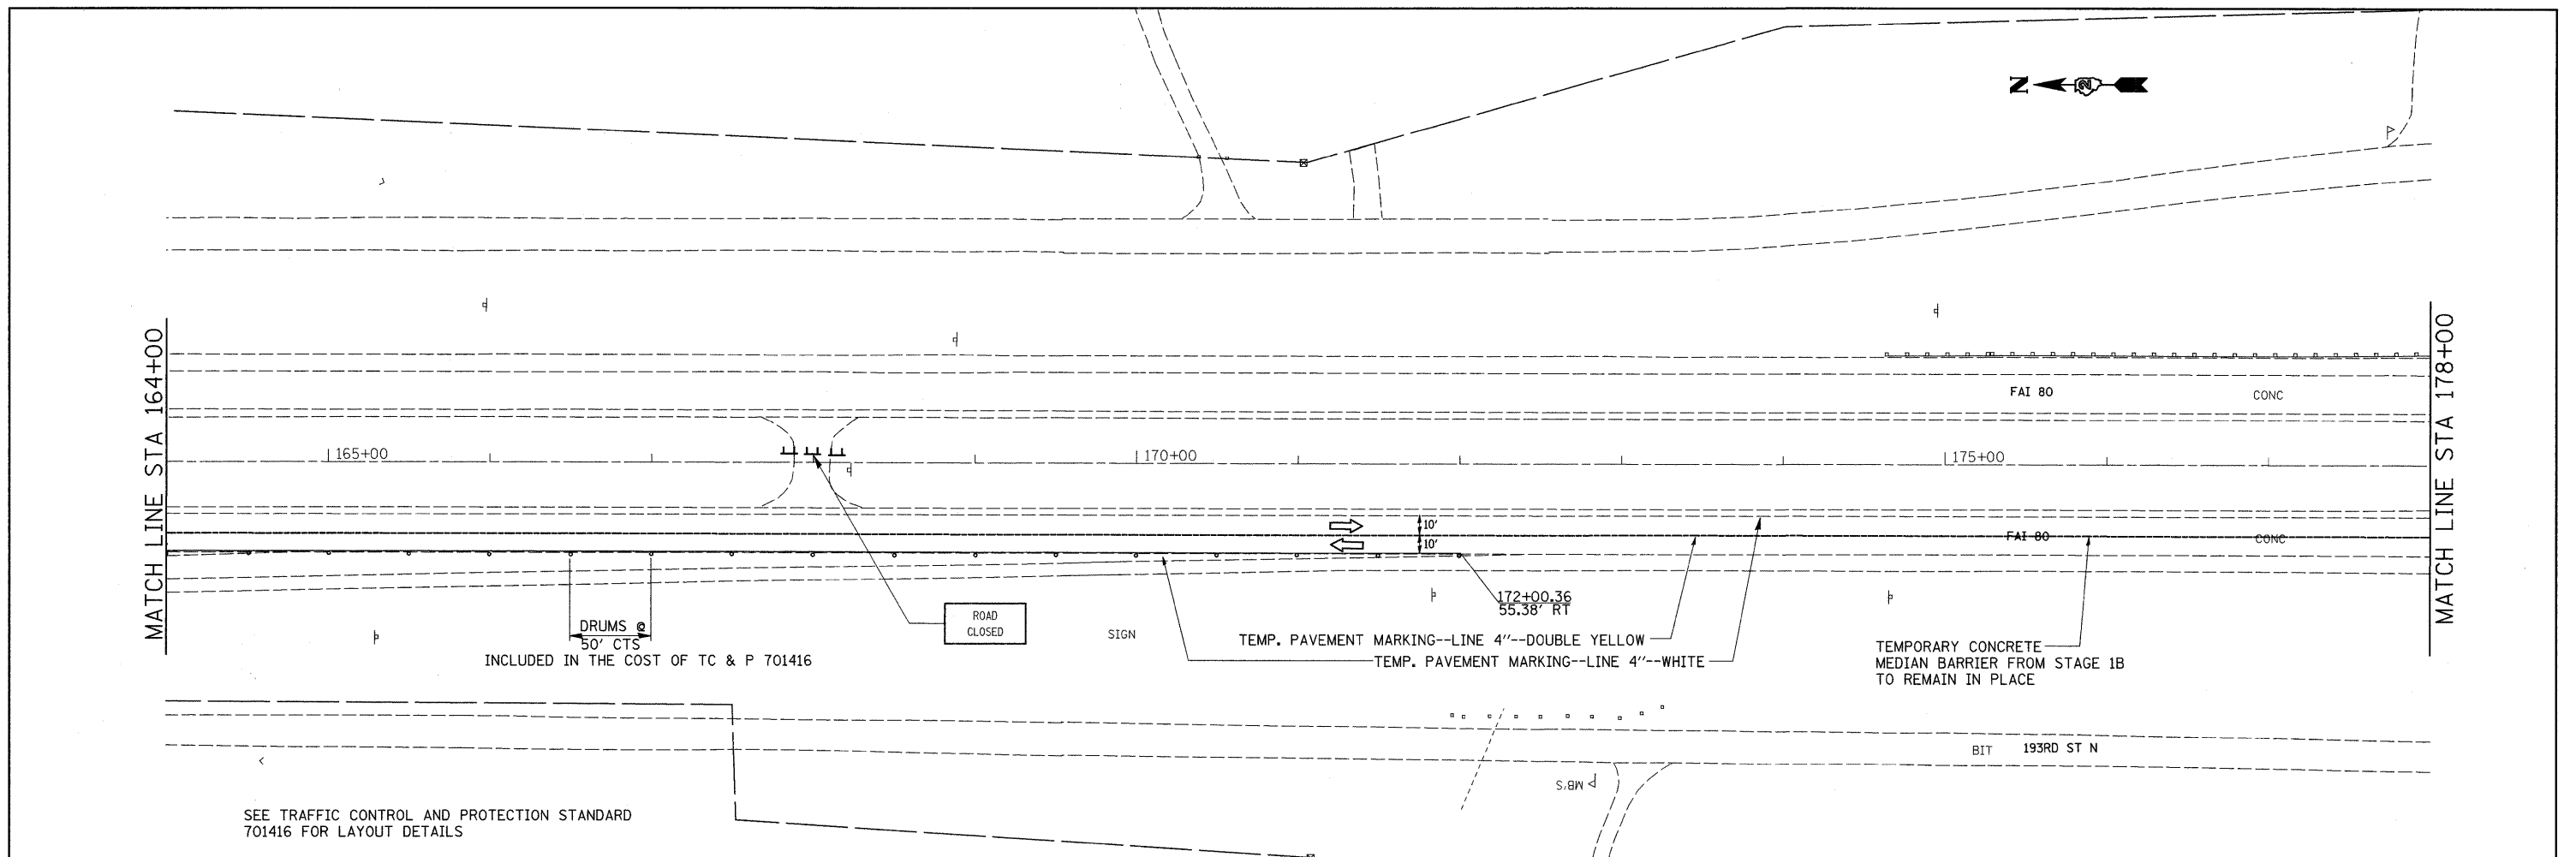 N
2
MATCH LINE STA 164+00
MATCH LINE STA 178+00
FAI 80
CONC
165+00
170+00
175+00
10'
10'
FAI 80
CONC
172+00.36
55.38' RT
DRUMS @
50' CTS
INCLUDED IN THE COST OF TC & P 701416
ROAD
CLOSED
SIGN
TEMP. PAVEMENT MARKING--LINE 4"--DOUBLE YELLOW
TEMP. PAVEMENT MARKING--LINE 4"--WHITE
TEMPORARY CONCRETE
MEDIAN BARRIER FROM STAGE 1B
TO REMAIN IN PLACE
BIT
193RD ST N
MB'S
SEE TRAFFIC CONTROL AND PROTECTION STANDARD
701416 FOR LAYOUT DETAILS